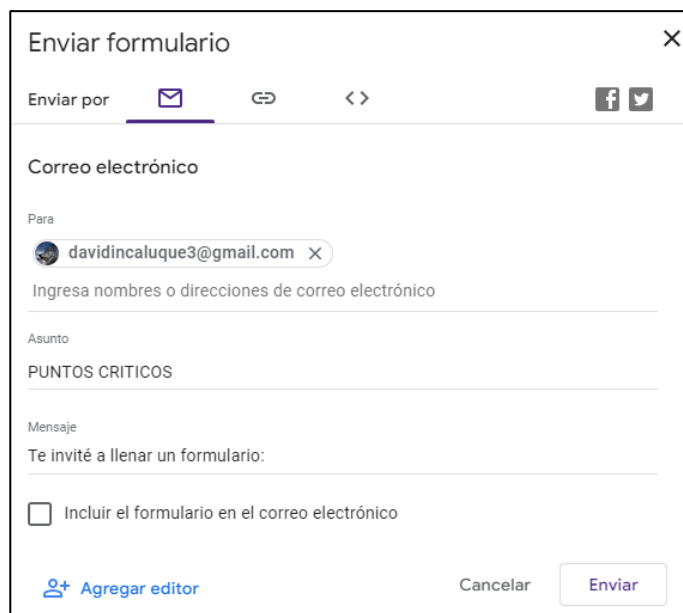 Enviar formulario
Enviar por
Correo electrónico
Para
davidincaluque3@gmail.com
Ingresa nombres o direcciones de correo electrónico
Asunto
PUNTOS CRITICOS
Mensaje
Te invité a llenar un formulario:
Incluir el formulario en el correo electrónico
Agregar editor Cancelar Enviar